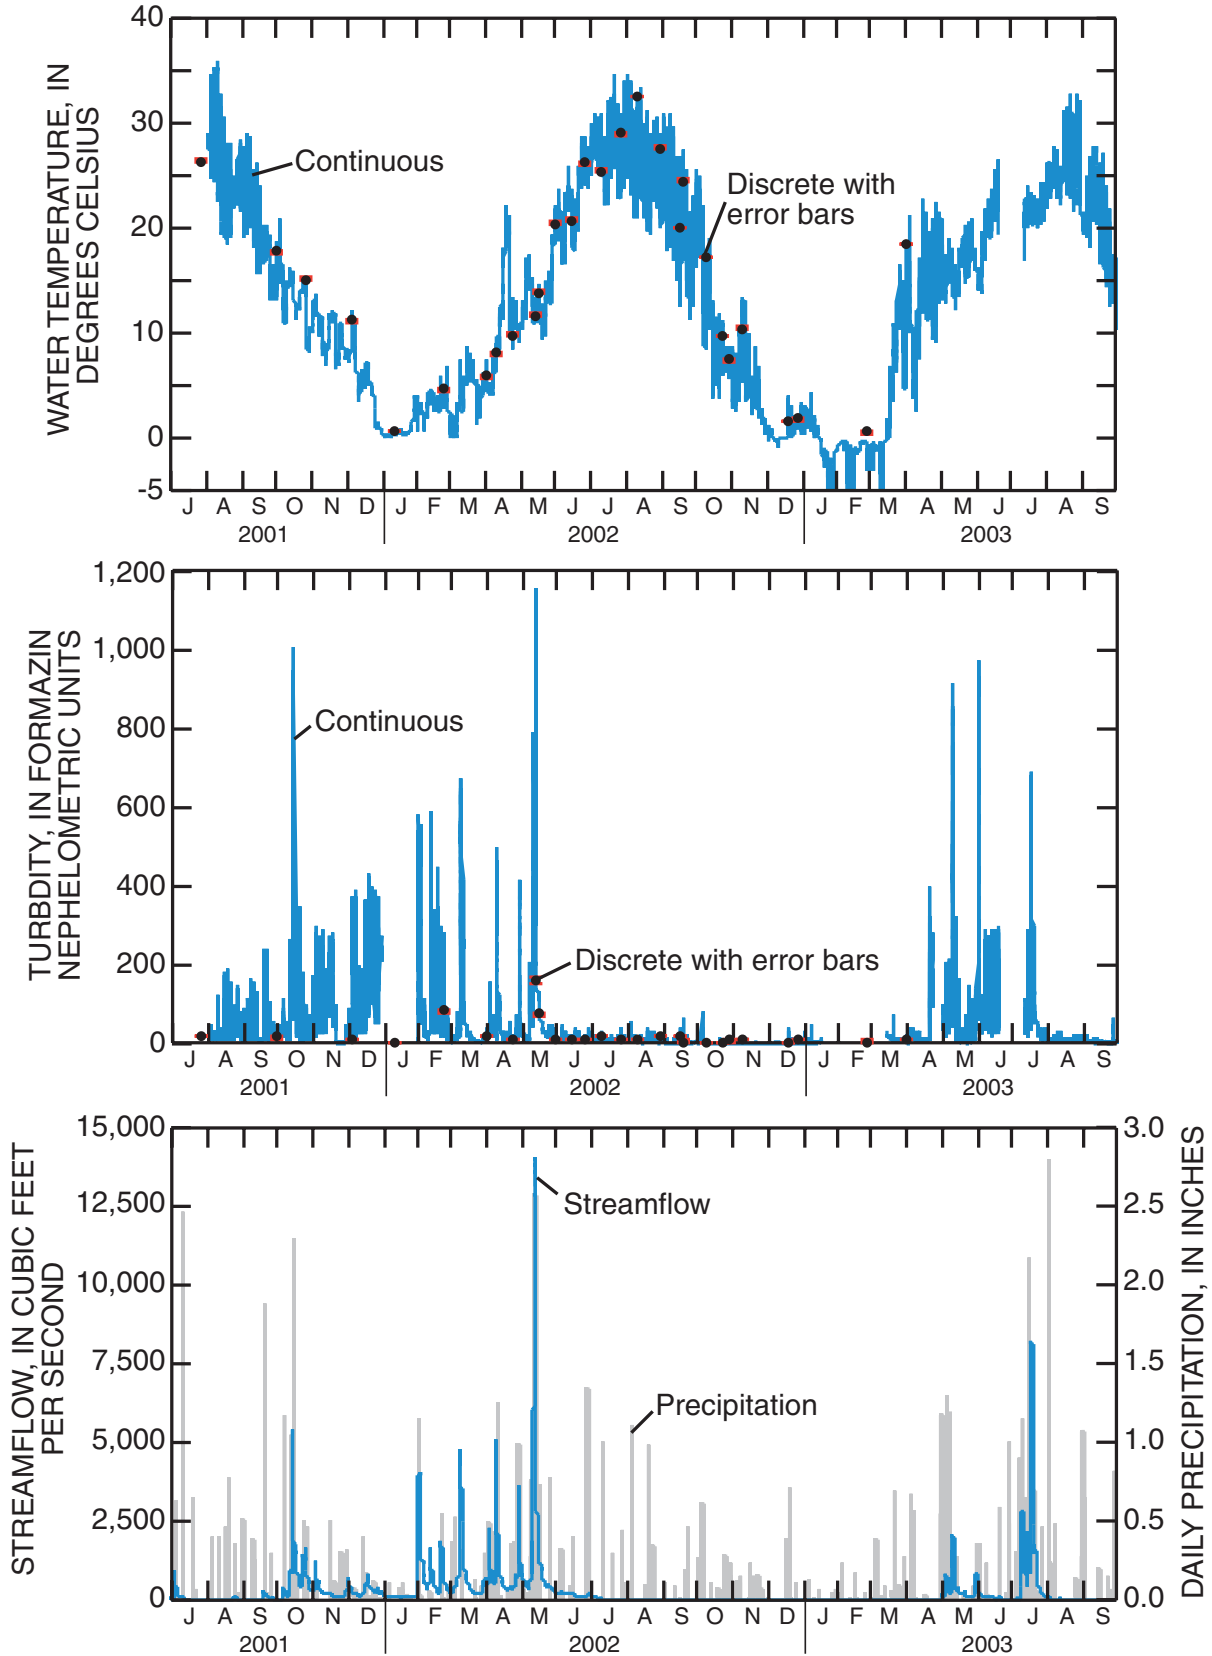 WATER TEMPERATURE, IN
DEGREES CELSIUS
40
30
20
10
0
-5
Continuous
Discrete with
error bars
J A S O N D J F M A M J J A S O N D J F M A M J J A S
2001 2002 2003
TURBDITY, IN FORMAZIN
NEPHELOMETRIC UNITS
1,200
1,000
800
600
400
200
0
Continuous
Discrete with error bars
J A S O N D J F M A M J J A S O N D J F M A M J J A S
2001 2002 2003
STREAMFLOW, IN CUBIC FEET
PER SECOND
15,000
12,500
10,000
7,500
5,000
2,500
0
Streamflow
Precipitation
3.0
2.5
2.0
1.5
1.0
0.5
0.0
DAILY PRECIPITATION, IN INCHES
J A S O N D J F M A M J J A S O N D J F M A M J J A S
2001 2002 2003